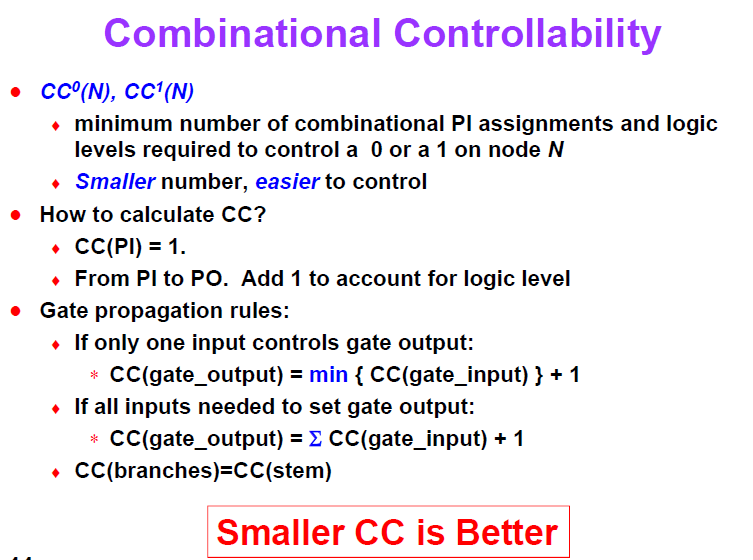 Combinational Controllability
● CC⁰(N), CC¹(N)
♦ minimum number of combinational PI assignments and logic
levels required to control a 0 or a 1 on node N
♦ Smaller number, easier to control
● How to calculate CC?
♦ CC(PI) = 1.
♦ From PI to PO. Add 1 to account for logic level
● Gate propagation rules:
♦ If only one input controls gate output:
* CC(gate_output) = min { CC(gate_input) } + 1
♦ If all inputs needed to set gate output:
* CC(gate_output) = Σ CC(gate_input) + 1
♦ CC(branches)=CC(stem)
Smaller CC is Better